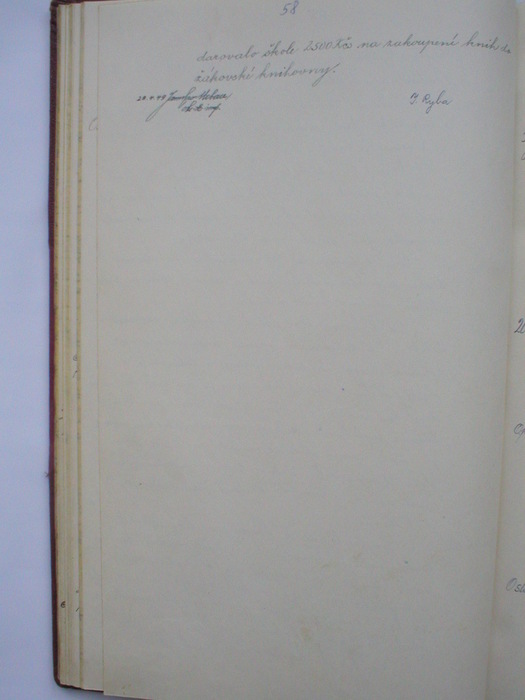 58
darovalo škole 2500 Kčs na zakoupení knih do
žákovské knihovny.
J. Ryba